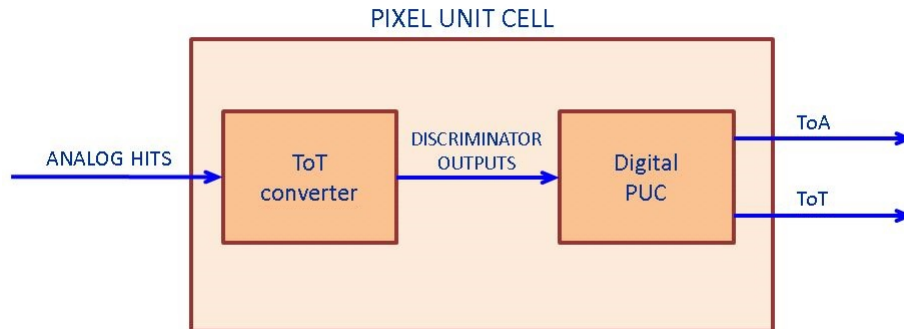 PIXEL UNIT CELL
ANALOG HITS
ToT
converter
DISCRIMINATOR
OUTPUTS
Digital
PUC
ToA
ToT